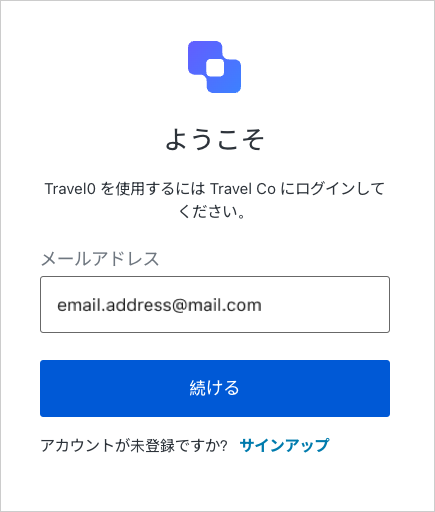 ようこそ
Travel0 を使用するには Travel Co にログインして
ください。
メールアドレス
email.address@mail.com
続ける
アカウントが未登録ですか? サインアップ